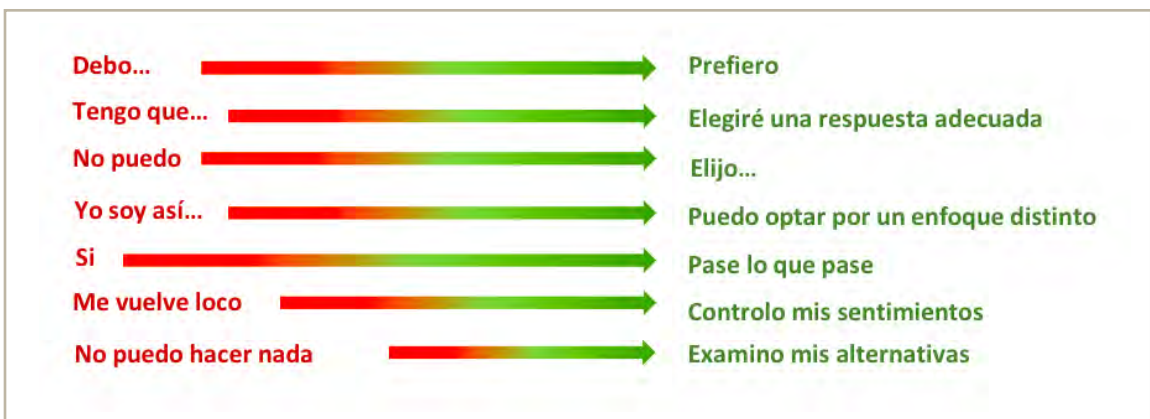 Debo… Prefiero
Tengo que… Elegiré una respuesta adecuada
No puedo Elijo…
Yo soy así… Puedo optar por un enfoque distinto
Si Pase lo que pase
Me vuelve loco Controlo mis sentimientos
No puedo hacer nada Examino mis alternativas